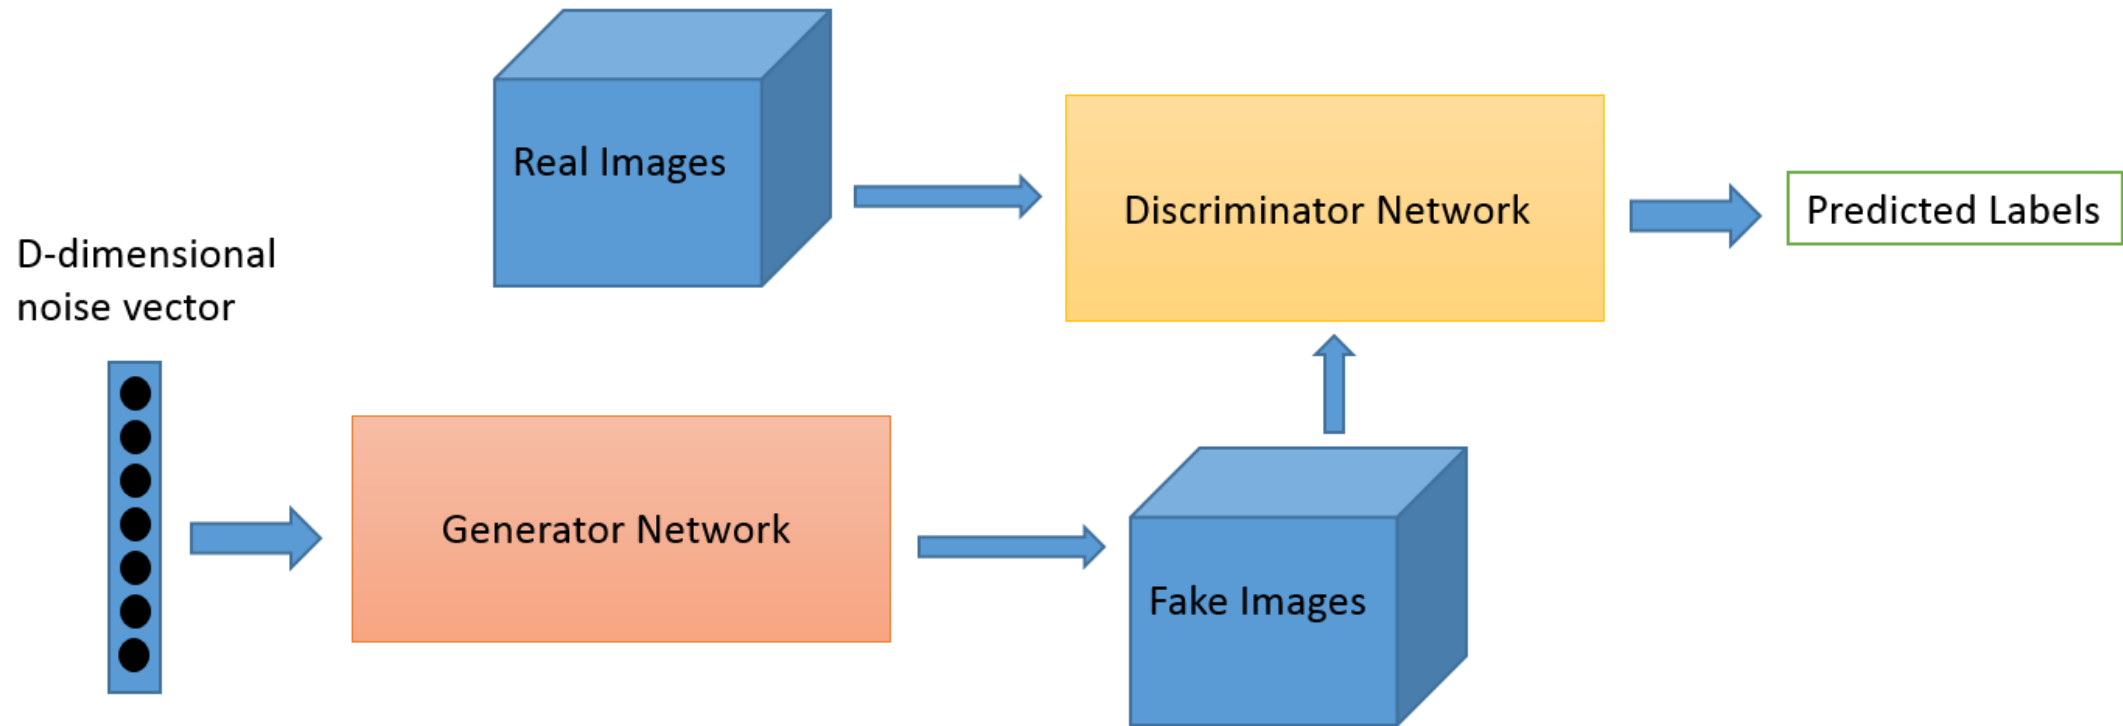 Real Images
Discriminator Network
Predicted Labels
D-dimensional
noise vector
Generator Network
Fake Images